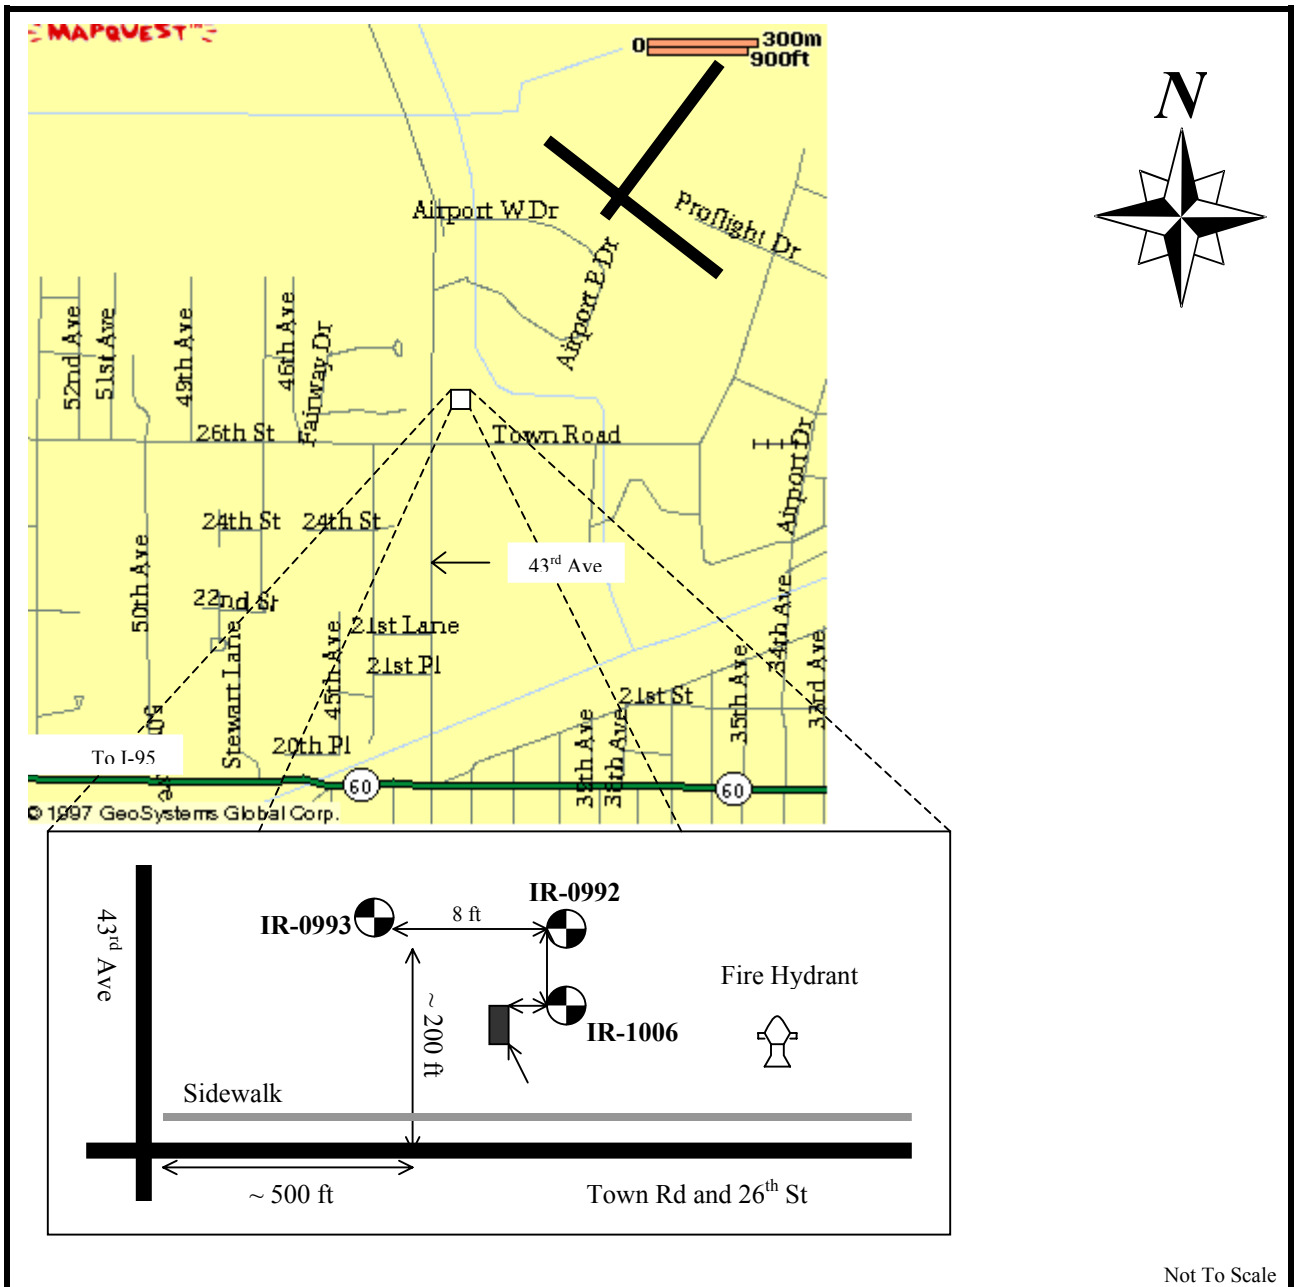 MAPQUEST™
0 300m
900ft
N
Airport W Dr
Proflight Dr
Airport E Dr
52nd Ave
51st Ave
49th Ave
46th Ave
Fairway Dr
26th St
Town Road
Airport Dr
24th St
24th St
50th Ave
43rd Ave
22nd St
21st Lane
34th Ave
Stewart Lane
45th Ave
21st Pl
35th Ave
33rd Ave
21st St
20th Pl
To I-95
38th Ave
60
60
© 1997 GeoSystems Global Corp.
IR-0992
43rd Ave
IR-0993
8 ft
Fire Hydrant
~ 200 ft
IR-1006
Sidewalk
~ 500 ft
Town Rd and 26th St
Not To Scale